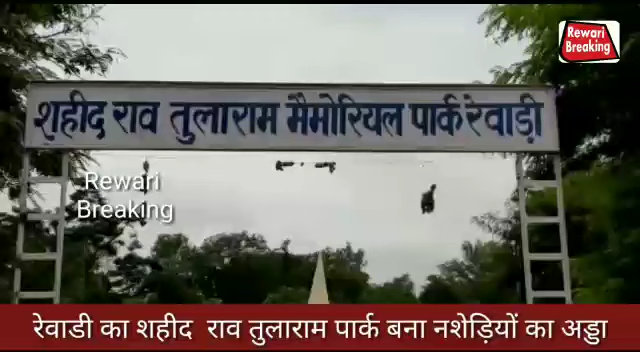 Rewari
Breaking
शहीद राव तुलाराम मैमोरियल पार्क रेवाड़ी
Rewari
Breaking
रेवाडी का शहीद राव तुलाराम पार्क बना नशेड़ियों का अड्डा